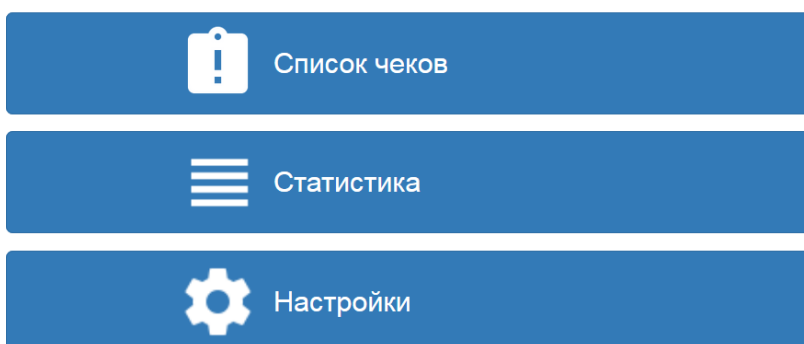 Список чеков
Статистика
Настройки